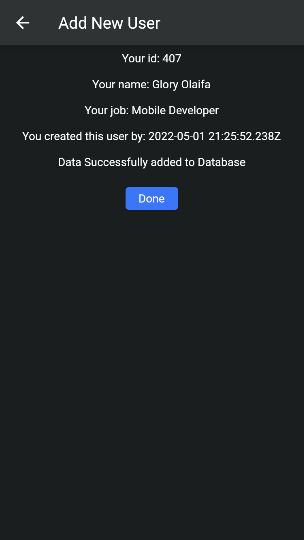 Add New User
Your id: 407
Your name: Glory Olaifa
Your job: Mobile Developer
You created this user by: 2022-05-01 21:25:52.238Z
Data Successfully added to Database
Done